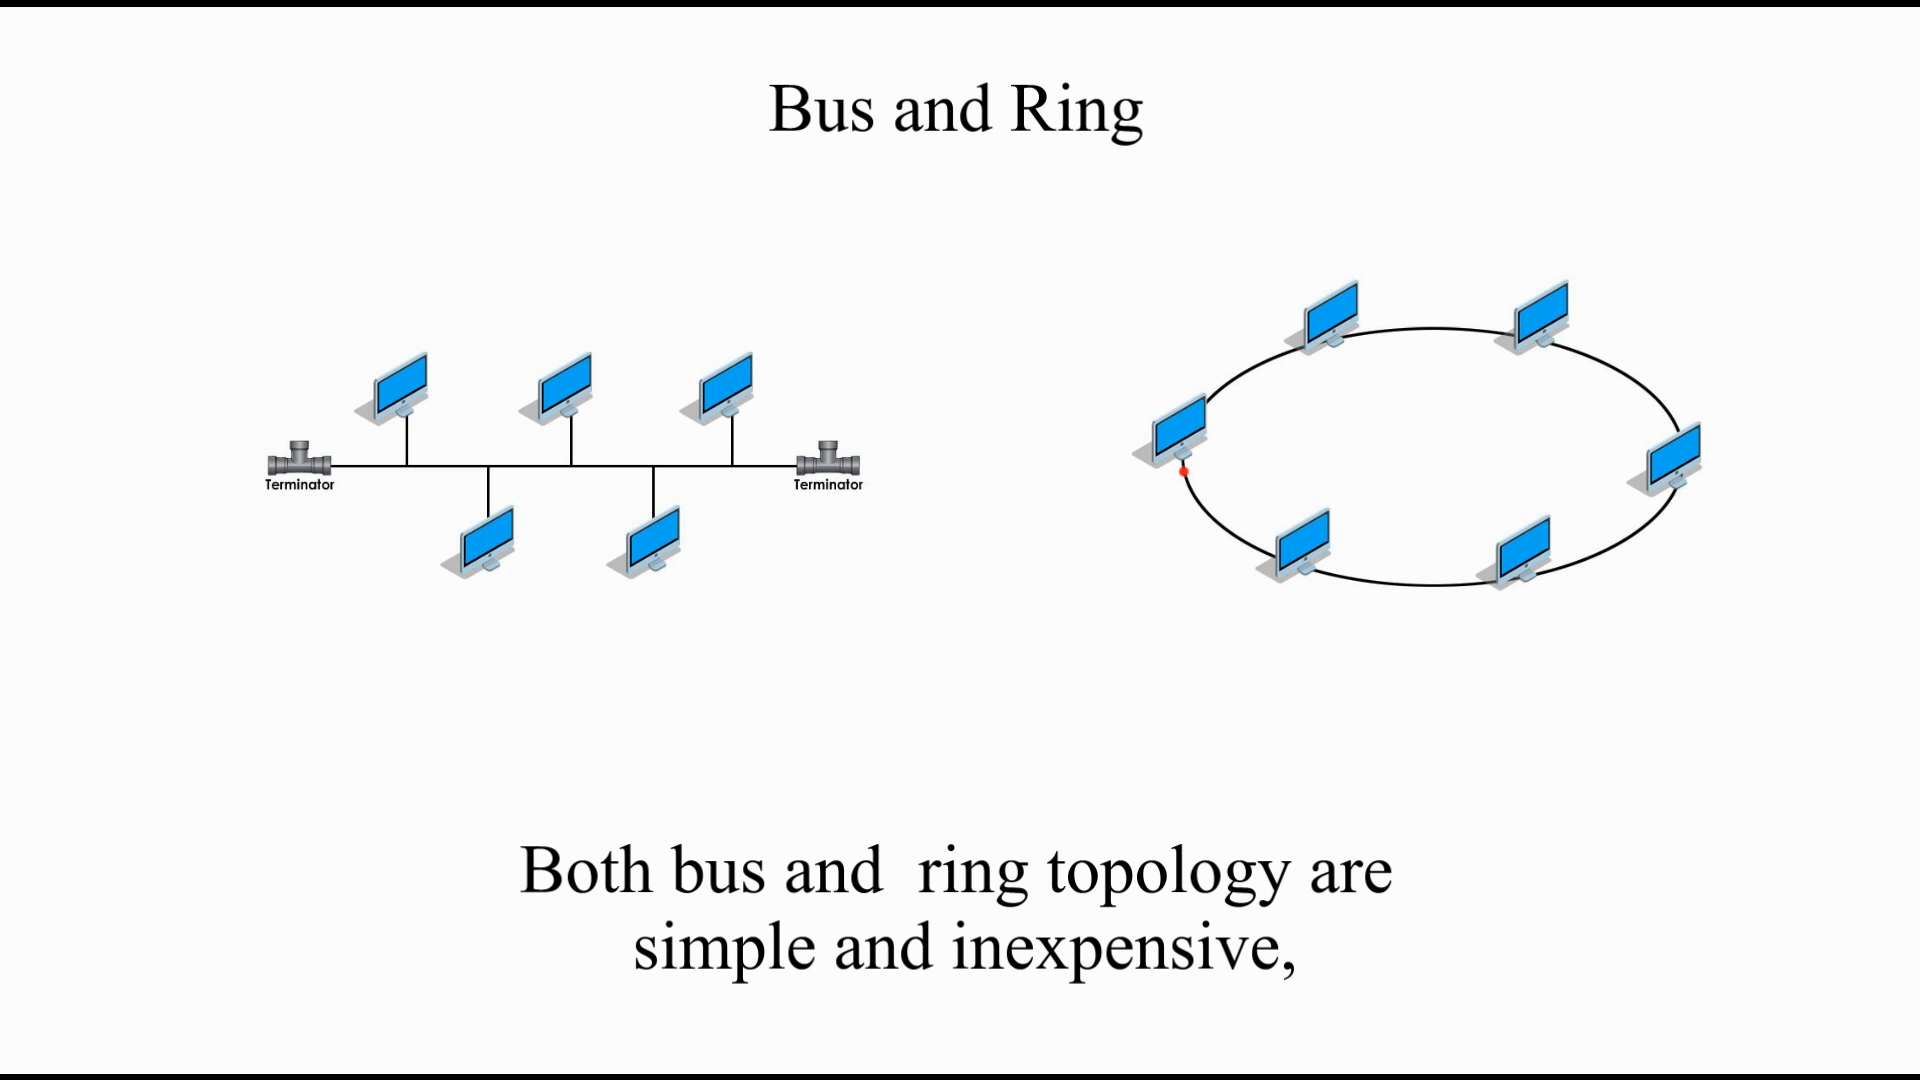 Bus and Ring
Terminator
Terminator
Both bus and  ring topology are
simple and inexpensive,